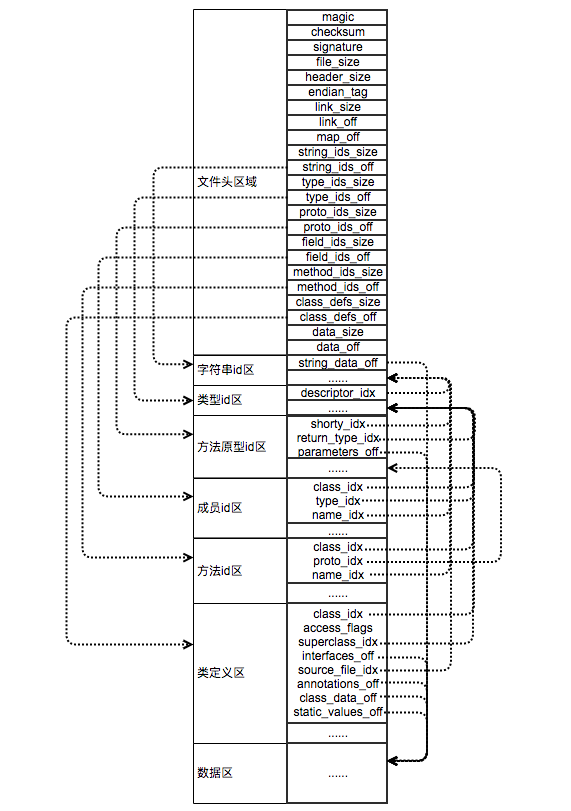 magic
checksum
signature
file_size
header_size
endian_tag
link_size
link_off
map_off
string_ids_size
string_ids_off
文件头区域
type_ids_size
type_ids_off
proto_ids_size
proto_ids_off
field_ids_size
field_ids_off
method_ids_size
method_ids_off
class_defs_size
class_defs_off
data_size
data_off
字符串id区
string_data_off
......
类型id区
descriptor_idx
......
方法原型id区
shorty_idx
return_type_idx
parameters_off
......
成员id区
class_idx
type_idx
name_idx
......
方法id区
class_idx
proto_idx
name_idx
......
类定义区
class_idx
access_flags
superclass_idx
interfaces_off
source_file_idx
annotations_off
class_data_off
static_values_off
......
数据区
......